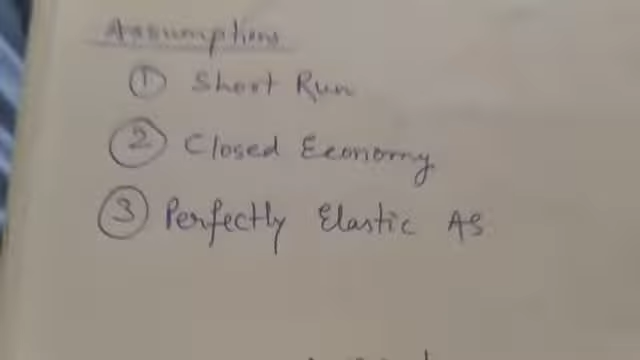 Assumptions
① Short Run
② Closed Economy
③ Perfectly Elastic AS